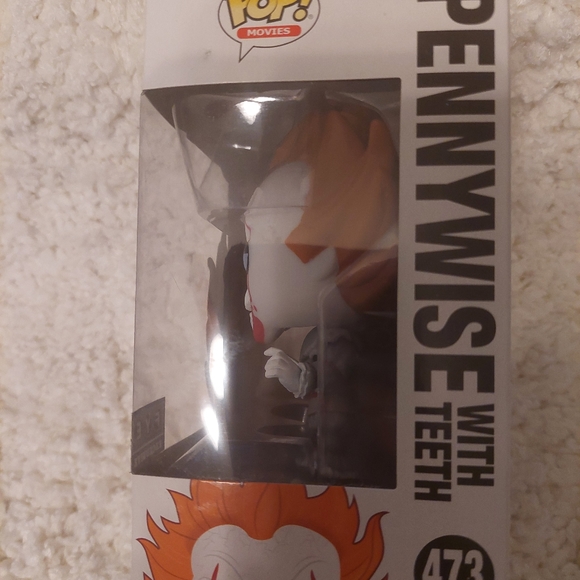 POP!
MOVIES
PENNYWISE
WITH
TEETH
473